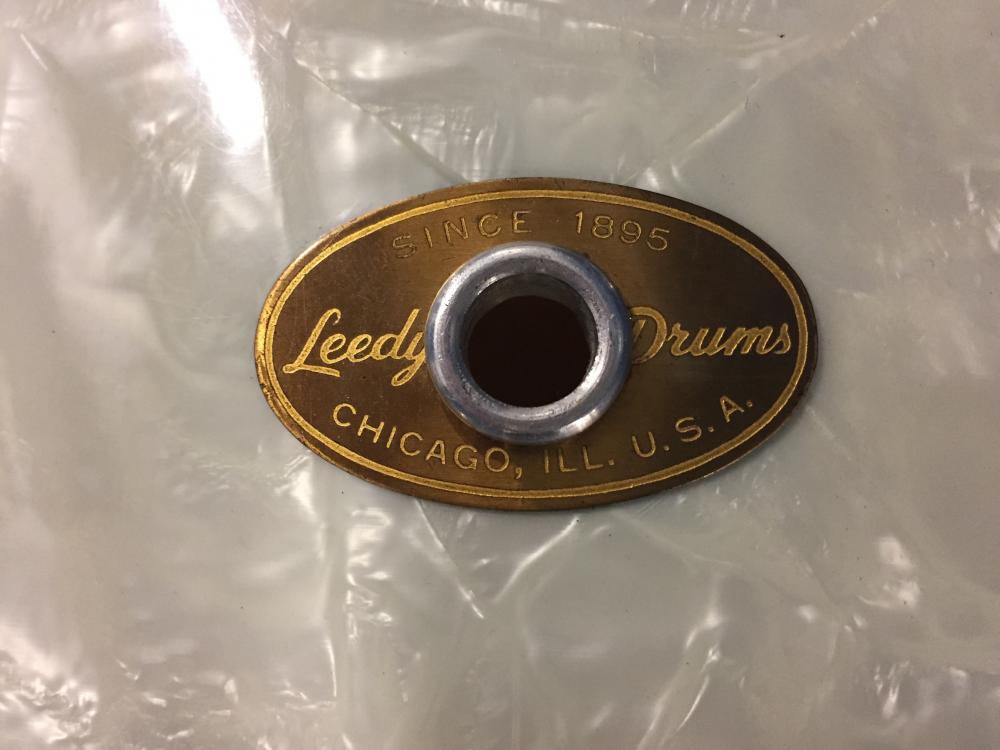 SINCE 1895
Leedy Drums
CHICAGO, ILL. U.S.A.